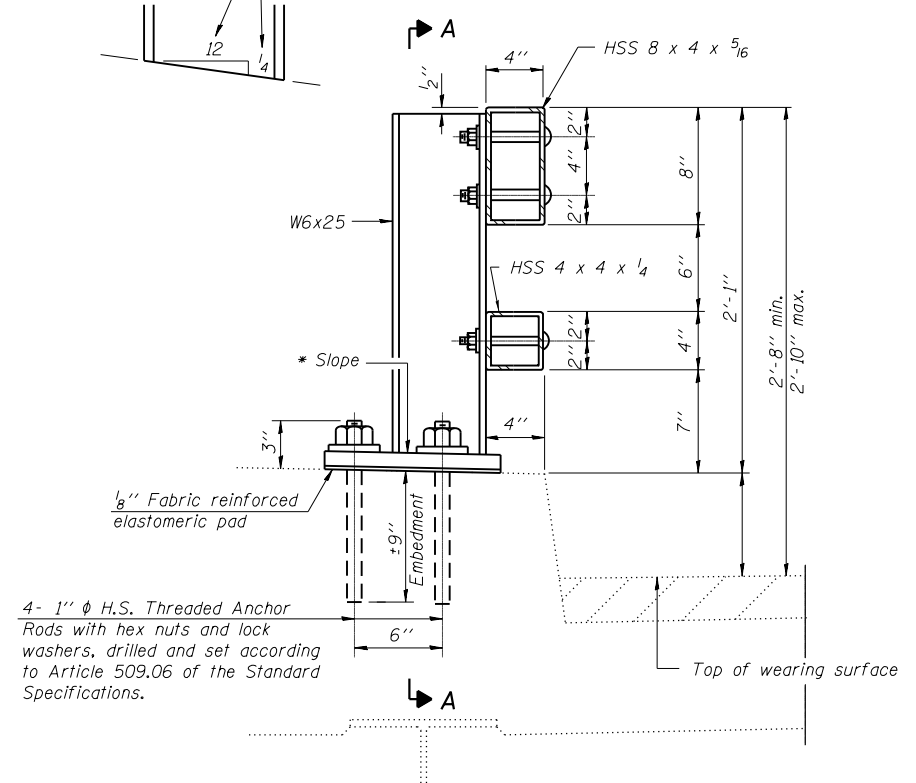 12
1/4
A
4"
HSS 8 x 4 x 5/16
1/2"
2"
4"
2"
8"
W6x25
HSS 4 x 4 x 1/4
6"
2'-1"
2'-8" min.
2'-10" max.
2"
2"
4"
* Slope
3"
4"
7"
1/8" Fabric reinforced
elastomeric pad
±9"
Embedment
4- 1" ϕ H.S. Threaded Anchor
Rods with hex nuts and lock
washers, drilled and set according
to Article 509.06 of the Standard
Specifications.
6"
Top of wearing surface
A